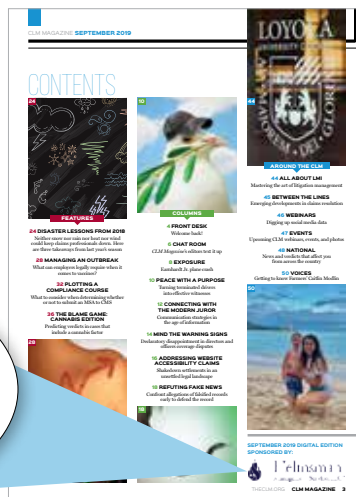 CLM MAGAZINE SEPTEMBER 2019
CONTENTS
24
FEATURES
24 DISASTER LESSONS FROM 2018
Neither snow nor rain nor heat nor wind
could keep claims professionals down. Here
are three takeaways from last year's season
28 MANAGING AN OUTBREAK
What can employers legally require when it
comes to vaccines?
32 PLOTTING A
COMPLIANCE COURSE
What to consider when determining whether
or not to submit an MSA to CMS
36 THE BLAME GAME:
CANNABIS EDITION
Predicting verdicts in cases that
include a cannabis factor
28
10
COLUMNS
4 FRONT DESK
Welcome back!
6 CHAT ROOM
CLM Magazine's editors text it up
8 EXPOSURE
Earnhardt Jr. plane crash
10 PEACE WITH A PURPOSE
Turning terminated drivers
into effective witnesses
12 CONNECTING WITH
THE MODERN JUROR
Communication strategies in
the age of information
14 MIND THE WARNING SIGNS
Declaratory disappointment in directors and
officers coverage disputes
16 ADDRESSING WEBSITE
ACCESSIBILITY CLAIMS
Shakedown settlements in an
unsettled legal landscape
18 REFUTING FAKE NEWS
Confront allegations of falsified records
early to defend the record
18
LOYOLA
44
AROUND THE CLM
44 ALL ABOUT LMI
Mastering the art of litigation management
45 BETWEEN THE LINES
Emerging developments in claims resolution
46 WEBINARS
Digging up social media data
47 EVENTS
Upcoming CLM webinars, events, and photos
48 NATIONAL
News and verdicts that affect you
from across the country
50 VOICES
Getting to know Farmers' Caitlin Medlin
50
SEPTEMBER 2019 DIGITAL EDITION
SPONSORED BY:
THECLM.ORG CLM MAGAZINE 3